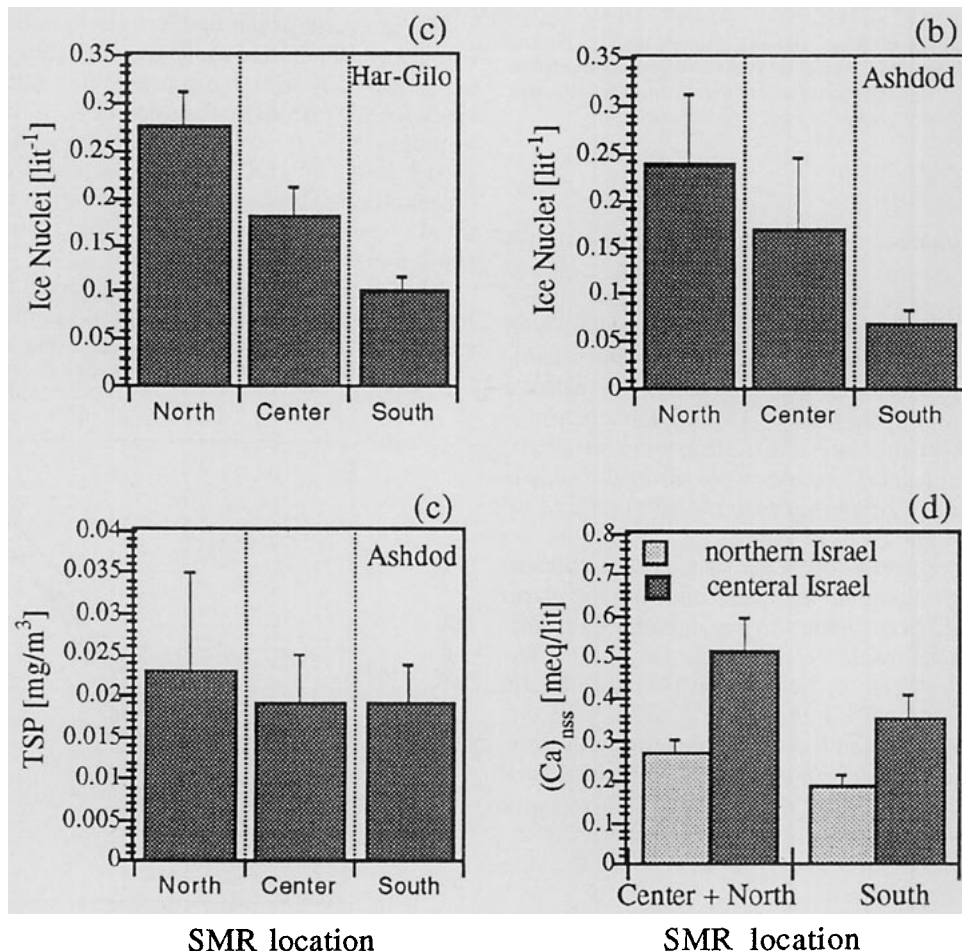 (c)
Har-Gilo
Ice Nuclei [lit⁻¹]
0.35
0.3
0.25
0.2
0.15
0.1
0.05
0
North Center South
(b)
Ashdod
Ice Nuclei [lit⁻¹]
0.35
0.3
0.25
0.2
0.15
0.1
0.05
0
North Center South
(c)
Ashdod
TSP [mg/m³]
0.04
0.035
0.03
0.025
0.02
0.015
0.01
0.005
0
North Center South
SMR location
(d)
northern Israel
centeral Israel
(Ca)nss [meq/lit]
0.8
0.7
0.6
0.5
0.4
0.3
0.2
0.1
0
Center + North South
SMR location